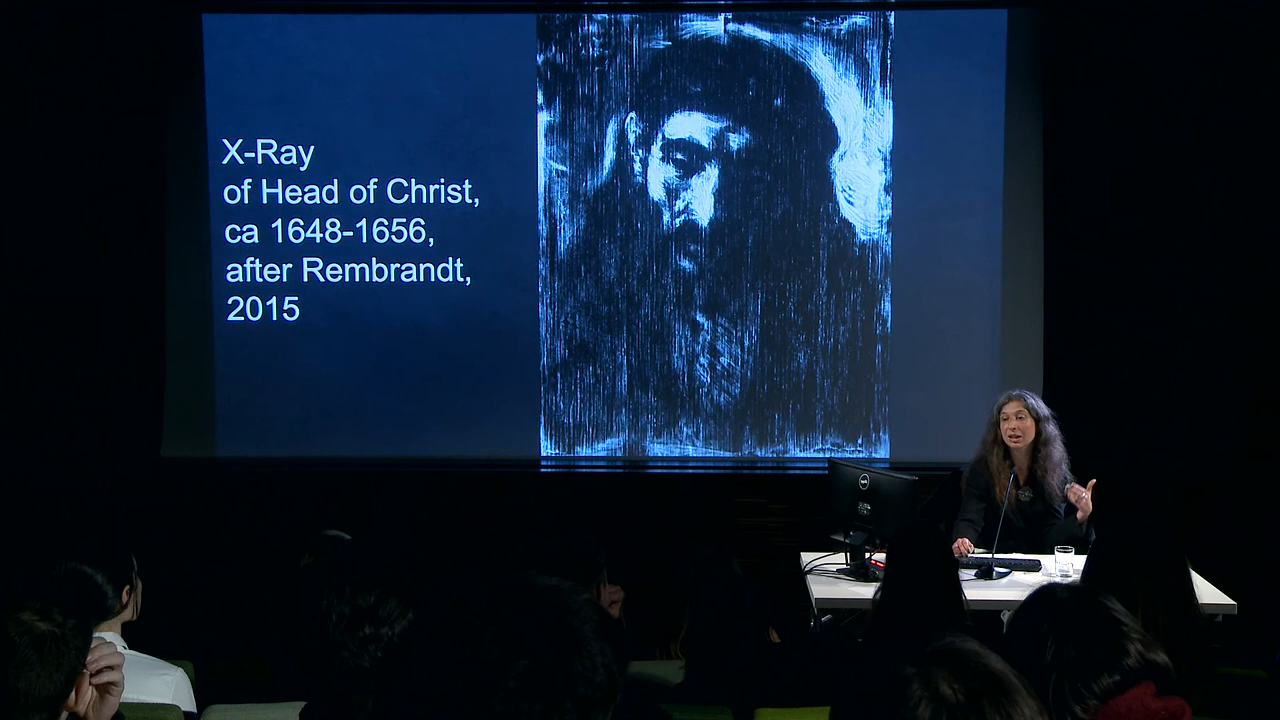 X-Ray
of Head of Christ,
ca 1648-1656,
after Rembrandt,
2015